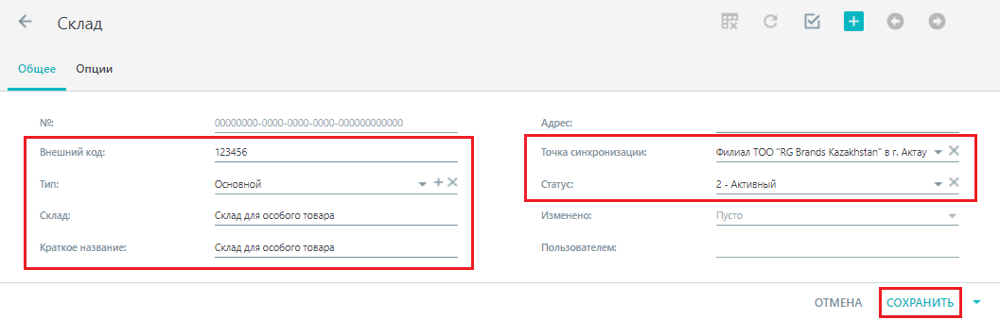 Склад
Общее Опции
№: 00000000-0000-0000-0000-000000000000
Внешний код: 123456
Тип: Основной
Склад: Склад для особого товара
Краткое название: Склад для особого товара
Адрес:
Точка синхронизации: Филиал ТОО "RG Brands Kazakhstan" в г. Актау
Статус: 2 - Активный
Изменено: Пусто
Пользователем:
ОТМЕНА СОХРАНИТЬ